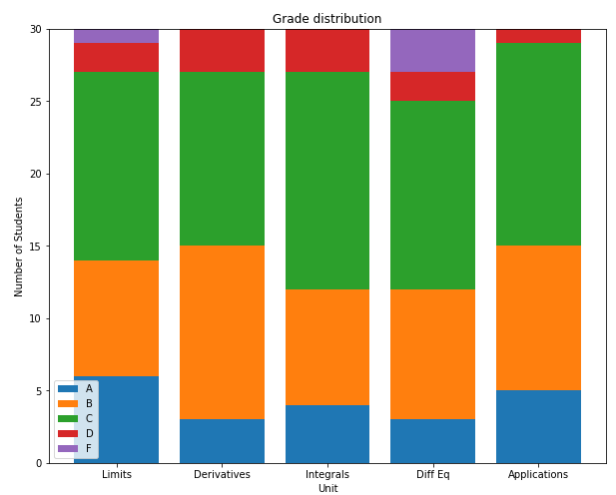 Grade distribution
Number of Students
30
25
20
15
10
5
0
A
B
C
D
F
Limits Derivatives Integrals Diff Eq Applications
Unit